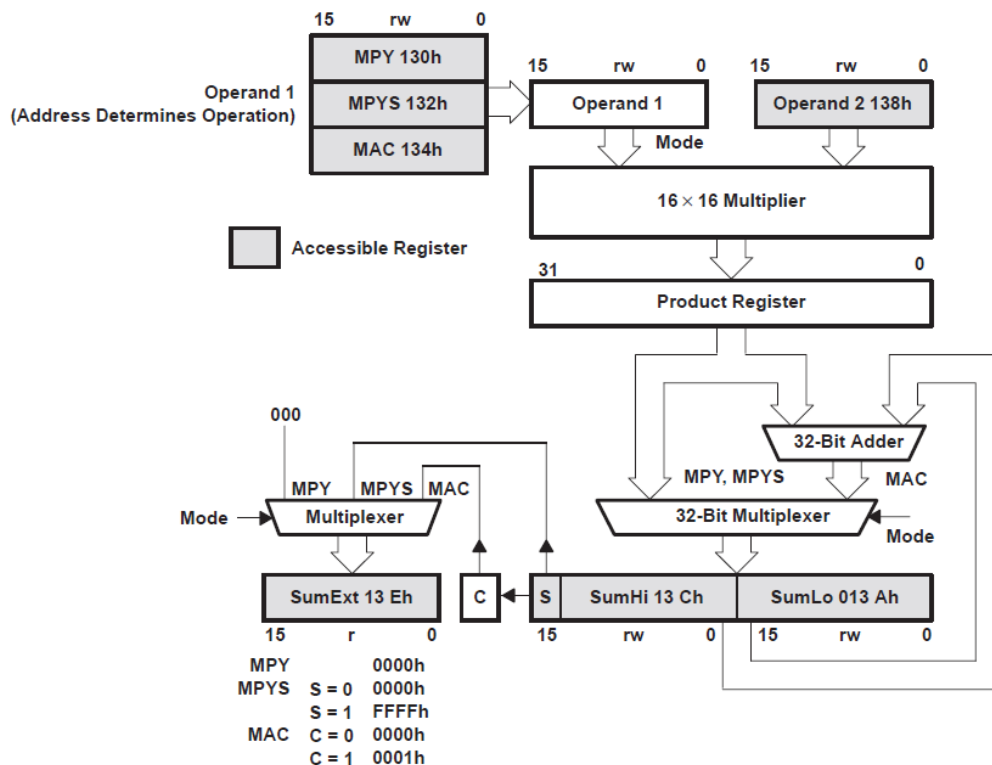 15 rw 0
MPY 130h
Operand 1
(Address Determines Operation)
MPYS 132h
MAC 134h
15 rw 0
Operand 1
15 rw 0
Operand 2 138h
Mode
16 × 16 Multiplier
Accessible Register
31 0
Product Register
000
32-Bit Adder
MPY MPYS MAC
MPY, MPYS
MAC
Mode
Multiplexer
32-Bit Multiplexer
Mode
SumExt 13 Eh
C
S
SumHi 13 Ch
SumLo 013 Ah
15 r 0
15 rw 0
15 rw 0
MPY 0000h
MPYS S = 0 0000h
S = 1 FFFFh
MAC C = 0 0000h
C = 1 0001h